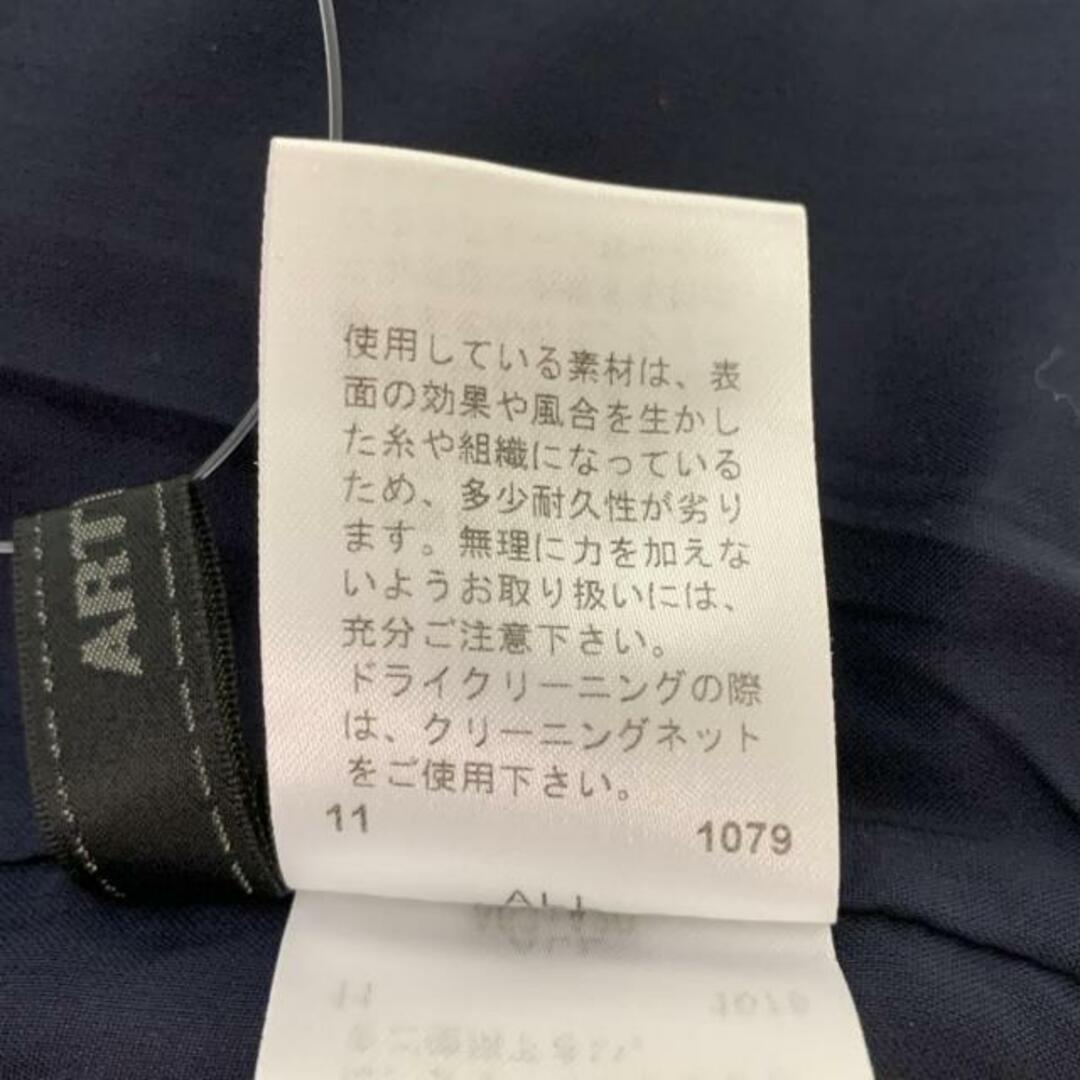 使用している素材は、表
面の効果や風合を生かし
た糸や組織になっている
ため、多少耐久性が劣り
ます。無理に力を加えな
いようお取り扱いには、
充分ご注意下さい。
ドライクリーニングの際
は、クリーニングネット
をご使用下さい。
11 1079